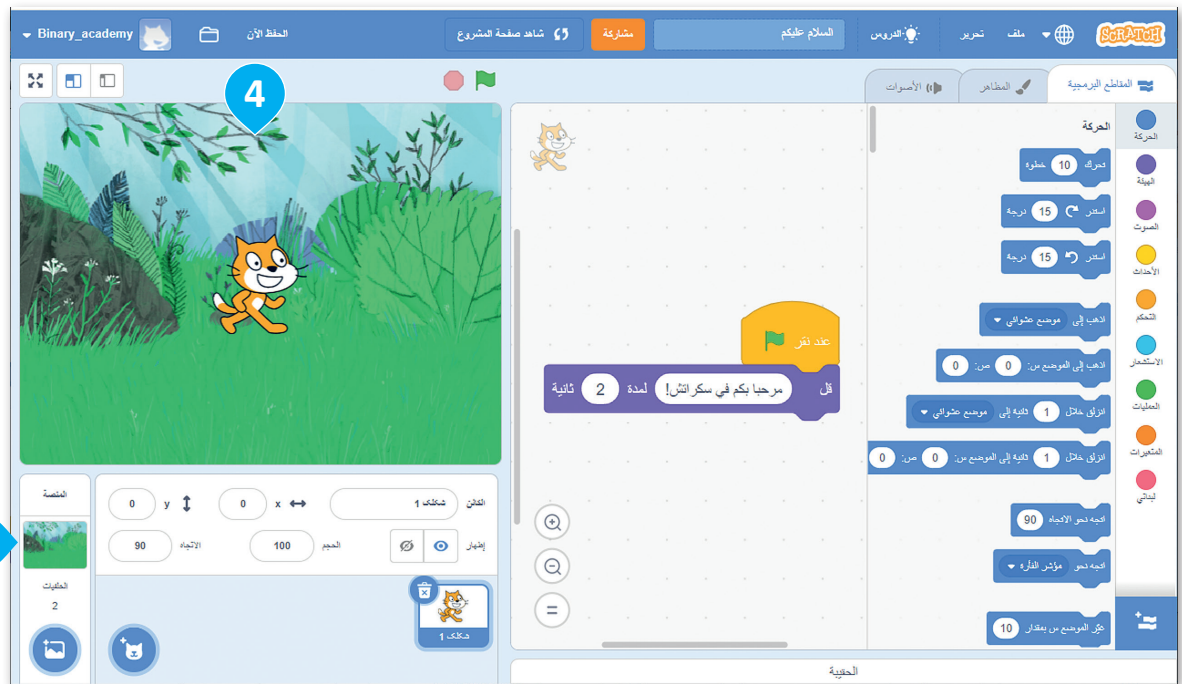 SCRATCH
ملف
تحرير
الدروس
السلام عليكم
مشاركة
شاهد صفحة المشروع
الحفظ الآن
Binary_academy
المقاطع البرمجية
المظاهر
الأصوات
4
الحركة
الهيئة
الصوت
الأحداث
التحكم
الاستشعار
العمليات
المتغيرات
لبناتي
الحركة
تحرك 10 خطوة
استدر 15 درجة
استدر 15 درجة
اذهب إلى موضع عشوائي
اذهب إلى الموضع س: 0 ص: 0
انزلق خلال 1 ثانية إلى موضع عشوائي
انزلق خلال 1 ثانية إلى الموضع س: 0 ص: 0
اتجه نحو الاتجاه 90
اتجه نحو مؤشر الفأرة
غيّر الموضع س بمقدار 10
عند نقر
قل مرحبا بكم في سكراتش! لمدة 2 ثانية
الكائن شكلك 1 x 0 y 0
إظهار الحجم 100 الاتجاه 90
شكلك 1
المنصة
الخلفيات
2
الحقيبة